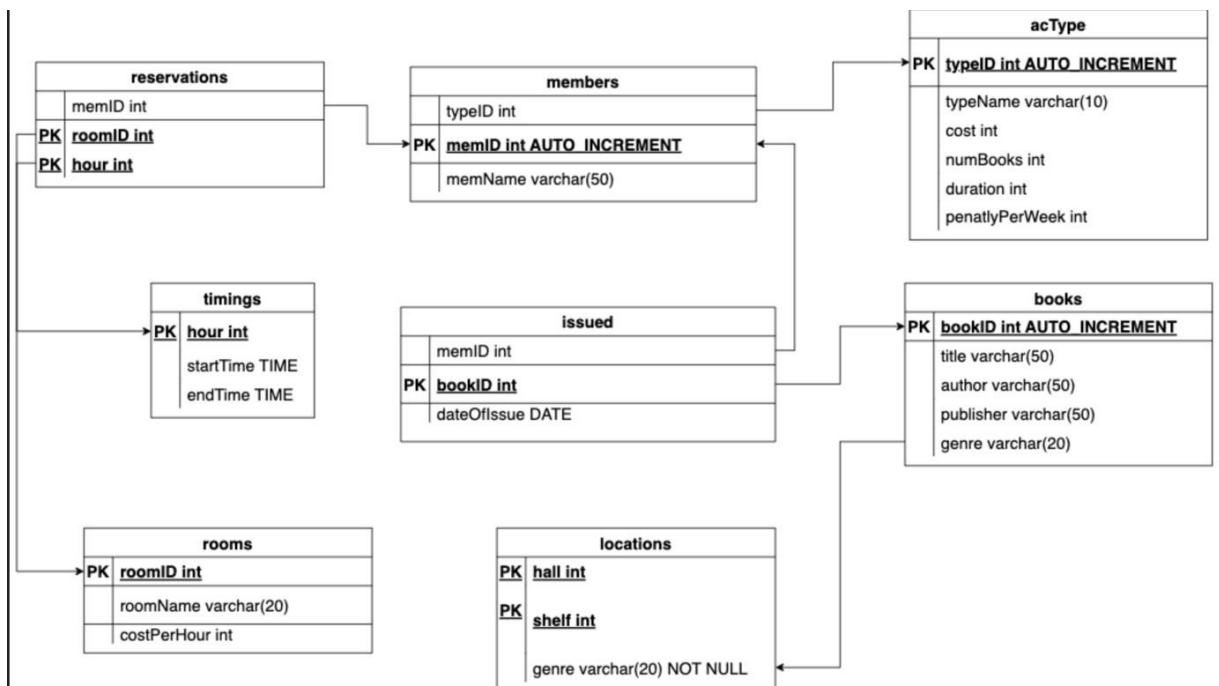 acType
PK typeID int AUTO_INCREMENT
typeName varchar(10)
cost int
numBooks int
duration int
penatlyPerWeek int
reservations
memID int
PK roomID int
PK hour int
members
typeID int
PK memID int AUTO_INCREMENT
memName varchar(50)
timings
PK hour int
startTime TIME
endTime TIME
issued
memID int
PK bookID int
dateOfIssue DATE
books
PK bookID int AUTO_INCREMENT
title varchar(50)
author varchar(50)
publisher varchar(50)
genre varchar(20)
rooms
PK roomID int
roomName varchar(20)
costPerHour int
locations
PK hall int
PK shelf int
genre varchar(20) NOT NULL